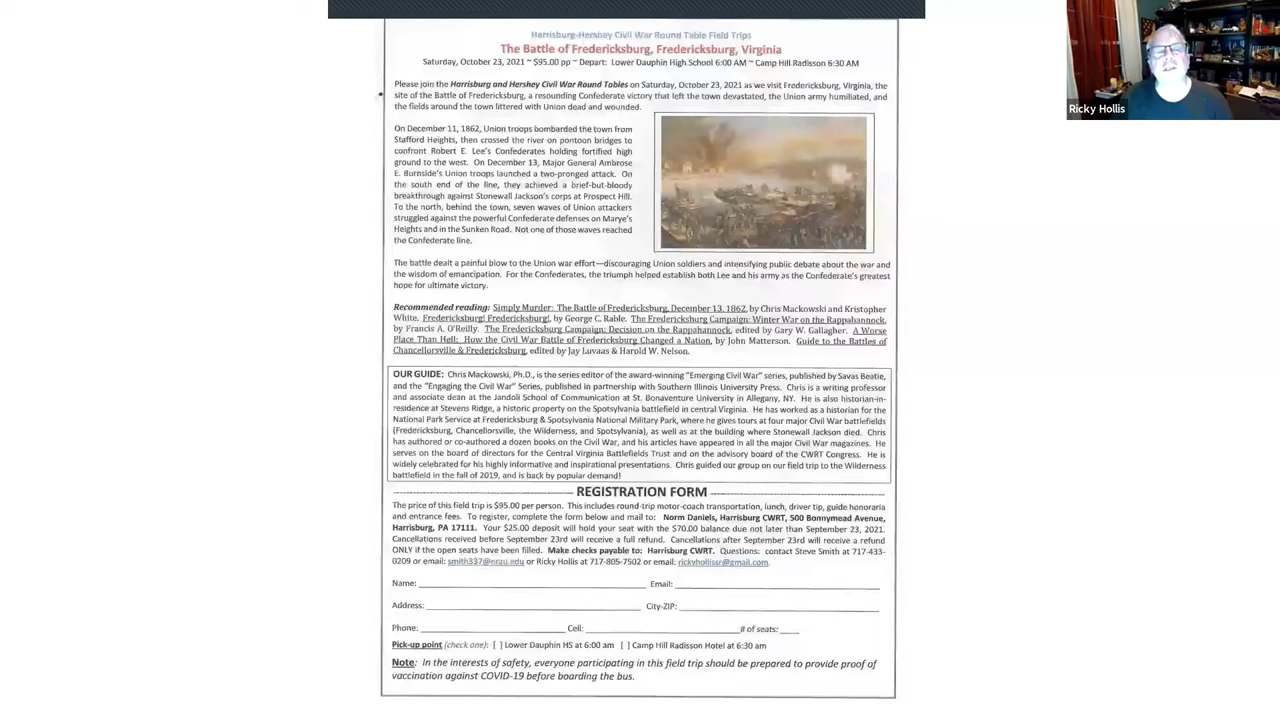 Harrisburg-Hershey Civil War Round Table Field Trips
The Battle of Fredericksburg, Fredericksburg, Virginia
Saturday, October 23, 2021 ~ $95.00 pp ~ Depart: Lower Dauphin High School 6:00 AM ~ Camp Hill Radisson 6:30 AM
Please join the Harrisburg and Hershey Civil War Round Tables on Saturday, October 23, 2021 as we visit Fredericksburg, Virginia, the
site of the Battle of Fredericksburg, a resounding Confederate victory that left the town devastated, the Union army humiliated, and
the fields around the town littered with Union dead and wounded.
On December 11, 1862, Union troops bombarded the town from
Stafford Heights, then crossed the river on pontoon bridges to
confront Robert E. Lee's Confederates holding fortified high
ground to the west. On December 13, Major General Ambrose
E. Burnside's Union troops launched a two-pronged attack. On
the south end of the line, they achieved a brief-but-bloody
breakthrough against Stonewall Jackson's corps at Prospect Hill.
To the north, behind the town, seven waves of Union attackers
struggled against the powerful Confederate defenses on Marye's
Heights and in the Sunken Road. Not one of those waves reached
the Confederate line.
The battle dealt a painful blow to the Union war effort—discouraging Union soldiers and intensifying public debate about the war and
the wisdom of emancipation. For the Confederates, the triumph helped establish both Lee and his army as the Confederate's greatest
hope for ultimate victory.
Recommended reading: Simply Murder: The Battle of Fredericksburg, December 13, 1862, by Chris Mackowski and Kristopher
White. Fredericksburg! Fredericksburg!, by George C. Rable. The Fredericksburg Campaign: Winter War on the Rappahannock,
by Francis A. O'Reilly. The Fredericksburg Campaign: Decision on the Rappahannock, edited by Gary W. Gallagher. A Worse
Place Than Hell: How the Civil War Battle of Fredericksburg Changed a Nation, by John Matterson. Guide to the Battles of
Chancellorsville & Fredericksburg, edited by Jay Luvaas & Harold W. Nelson.
OUR GUIDE: Chris Mackowski, Ph.D., is the series editor of the award-winning "Emerging Civil War" series, published by Savas Beatie,
and the "Engaging the Civil War" Series, published in partnership with Southern Illinois University Press. Chris is a writing professor
and associate dean at the Jandoli School of Communication at St. Bonaventure University in Allegany, NY. He is also historian-in-
residence at Stevens Ridge, a historic property on the Spotsylvania battlefield in central Virginia. He has worked as a historian for the
National Park Service at Fredericksburg & Spotsylvania National Military Park, where he gives tours at four major Civil War battlefields
(Fredericksburg, Chancellorsville, the Wilderness, and Spotsylvania), as well as at the building where Stonewall Jackson died. Chris
has authored or co-authored a dozen books on the Civil War, and his articles have appeared in all the major Civil War magazines. He
serves on the board of directors for the Central Virginia Battlefields Trust and on the advisory board of the CWRT Congress. He is
widely celebrated for his highly informative and inspirational presentations. Chris guided our group on our field trip to the Wilderness
battlefield in the fall of 2019, and is back by popular demand!
REGISTRATION FORM
The price of this field trip is $95.00 per person. This includes round-trip motor-coach transportation, lunch, driver tip, guide honoraria
and entrance fees. To register, complete the form below and mail to: Norm Daniels, Harrisburg CWRT, 500 Bonnymead Avenue,
Harrisburg, PA 17111. Your $25.00 deposit will hold your seat with the $70.00 balance due not later than September 23, 2021.
Cancellations received before September 23rd will receive a full refund. Cancellations after September 23rd will receive a refund
ONLY if the open seats have been filled. Make checks payable to: Harrisburg CWRT. Questions: contact Steve Smith at 717-433-
0209 or email: smith337@erau.edu or Ricky Hollis at 717-805-7502 or email: rickyhollissr@gmail.com.
Name: Email:
Address: City-ZIP:
Phone: Cell: # of seats:
Pick-up point (check one): [ ] Lower Dauphin HS at 6:00 am [ ] Camp Hill Radisson Hotel at 6:30 am
Note: In the interests of safety, everyone participating in this field trip should be prepared to provide proof of
vaccination against COVID-19 before boarding the bus.
Ricky Hollis